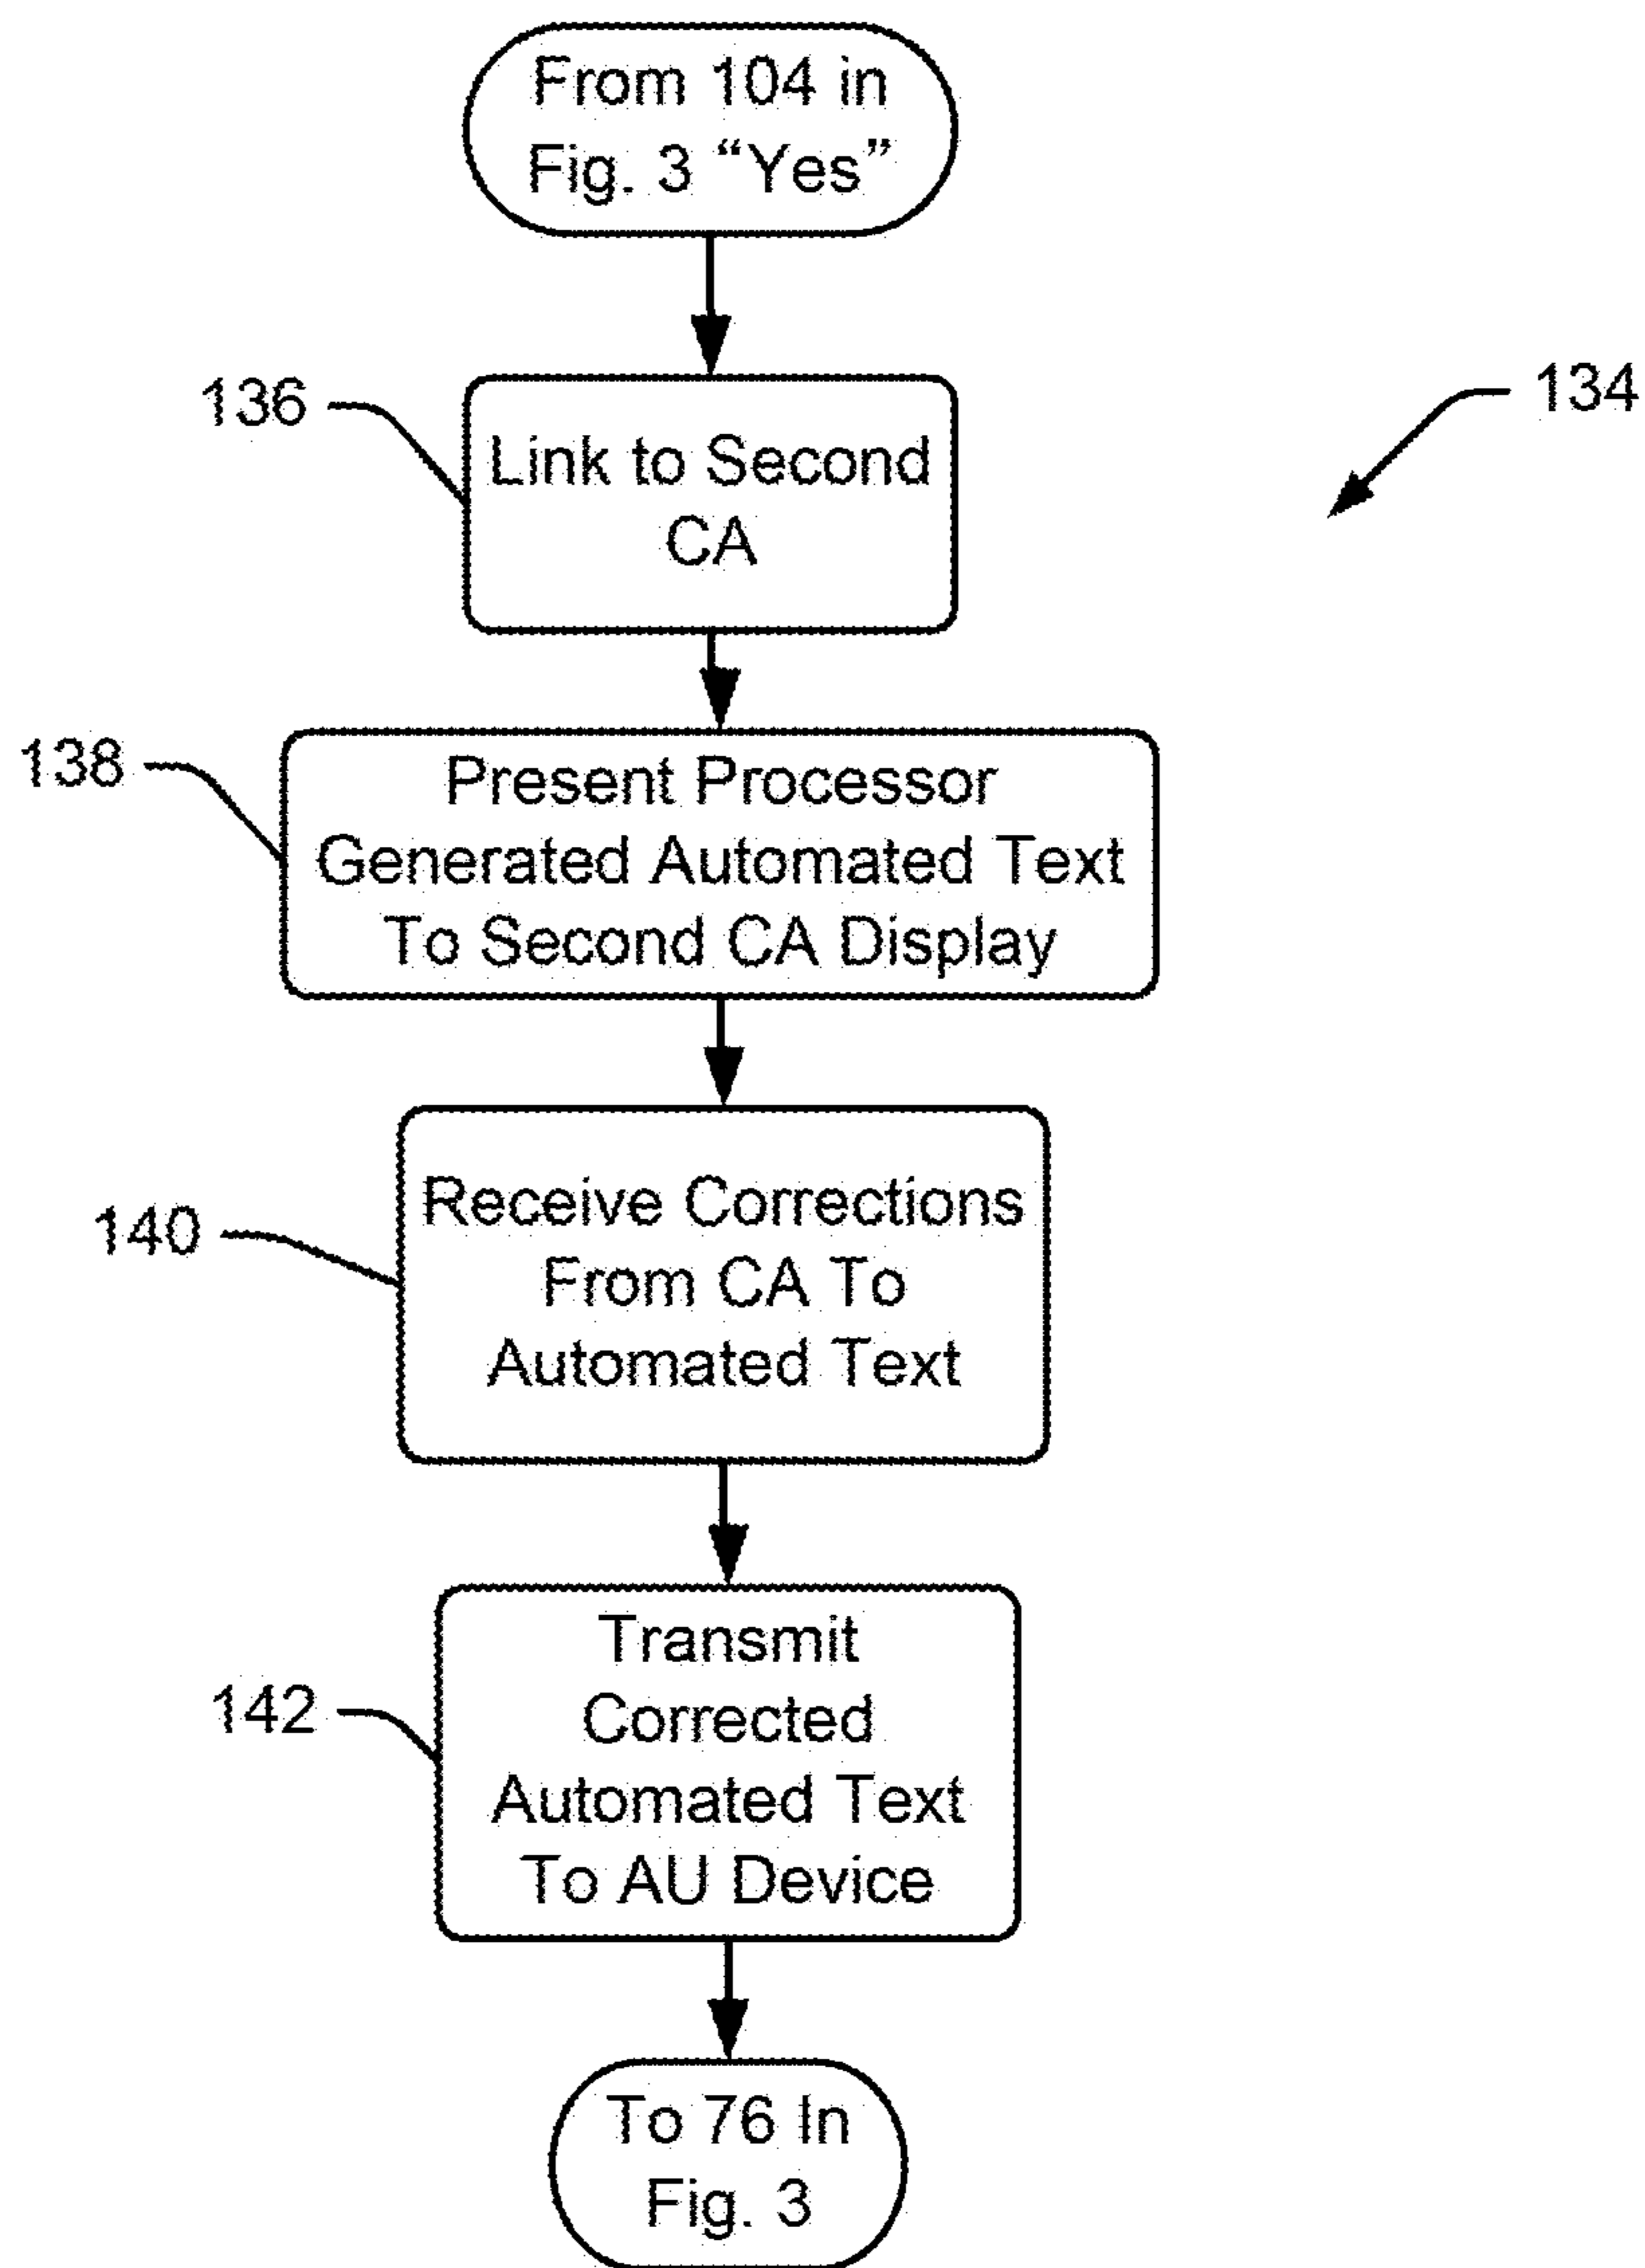 From 104 in
Fig. 3 “Yes”
134
136
Link to Second
CA
138
Present Processor
Generated Automated Text
To Second CA Display
140
Receive Corrections
From CA To
Automated Text
142
Transmit
Corrected
Automated Text
To AU Device
To 76 In
Fig. 3